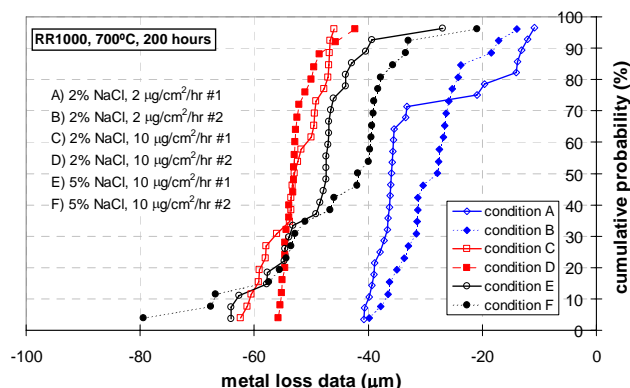 RR1000, 700ºC, 200 hours
A) 2% NaCl, 2 μg/cm²/hr #1
B) 2% NaCl, 2 μg/cm²/hr #2
C) 2% NaCl, 10 μg/cm²/hr #1
D) 2% NaCl, 10 μg/cm²/hr #2
E) 5% NaCl, 10 μg/cm²/hr #1
F) 5% NaCl, 10 μg/cm²/hr #2
condition A
condition B
condition C
condition D
condition E
condition F
100
90
80
70
60
50
40
30
20
10
0
cumulative probability (%)
-100 -80 -60 -40 -20 0
metal loss data (μm)